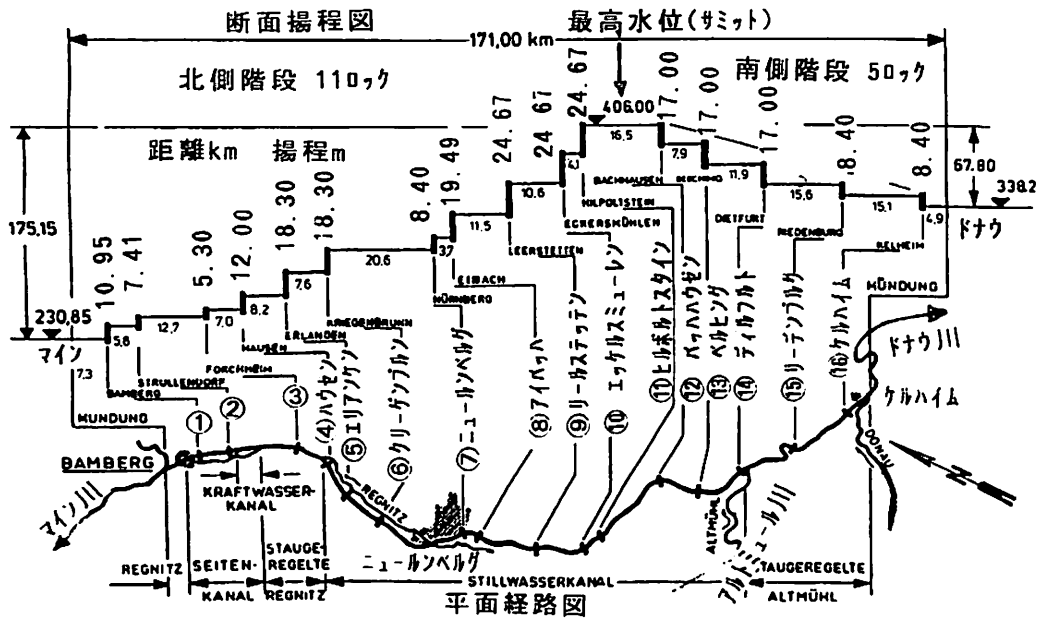 断面揚程図
最高水位(サミット)
171,00 km
北側階段 11ロック
南側階段 5ロック
距離km 揚程m
406.00
175,15
67.80
338.2
ドナウ
230,85
マイン
10.95
7.41
5.30
12.00
18.30
18.30
8.40
19.49
24.67
24.67
24.67
17.00
17.00
17.00
8.40
8.40
7.3
5,8
12,7
7,0
8,2
7,6
20,6
3,7
11,5
10,6
16,5
7,9
11,9
15,6
15,1
4,9
MÜNDUNG
BAMBERG
STRULLENDORF
FORCHHEIM
HAUSEN
ERLANGEN
KRIEGENBRUNN
NÜRNBERG
EIBACH
LEERSTETTEN
ECKERSMÜHLEN
HILPOLTSTEIN
BACHHAUSEN
DIETFURT
RIEDENBURG
KELHEIM
MÜNDUNG
①
②
③
(4)ハウゼン
⑤エリアンケン
⑥クリーゲンブルン
⑦ニュールンベルグ
⑧アイバッハ
⑨リールステッテン
⑩エッケルスミューレン
⑪ヒルポルトスタイン
⑫バッハハウゼン
⑬ベルヒング
⑭ディルフルト
⑮リーデンブルグ
(16)ケルハイム
ドナウ川
ケルハイム
DONAU
N
BAMBERG
マイン川
KRAFTWASSER-
KANAL
REGNITZ
ニュールンベルグ
ALTMÜHL
アルトミュール川
REGNITZ
SEITEN-
KANAL
STAUGE-
REGELTE
REGNITZ
STILLWASSERKANAL
TAUGEREGELTE
ALTMÜHL
平面経路図